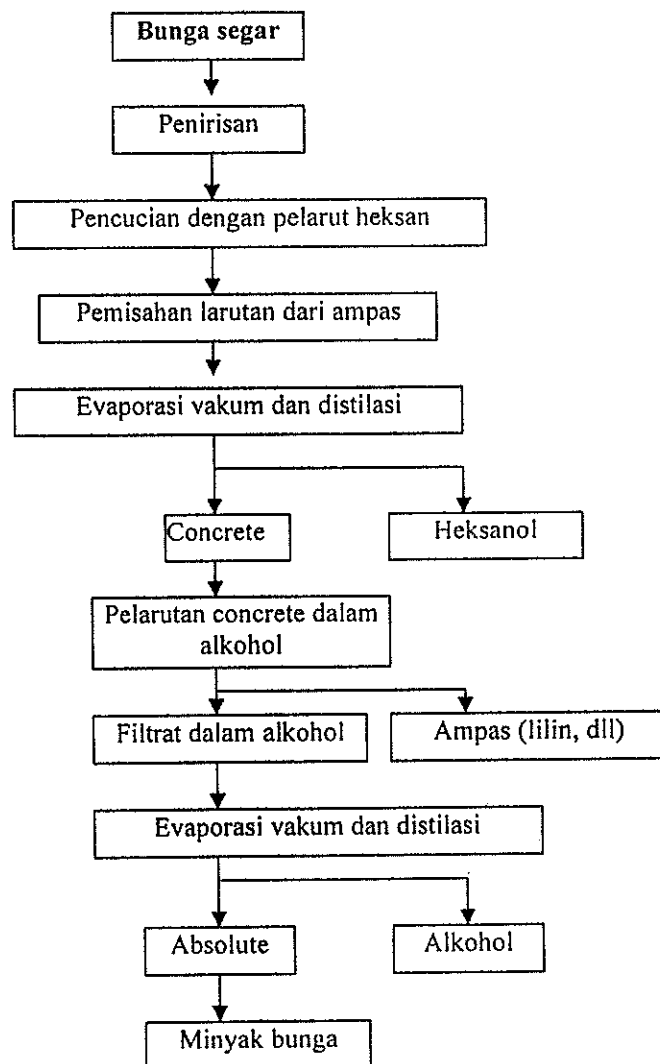 Bunga segar
Penirisan
Pencucian dengan pelarut heksan
Pemisahan larutan dari ampas
Evaporasi vakum dan distilasi
Concrete
Heksanol
Pelarutan concrete dalam
alkohol
Filtrat dalam alkohol
Ampas (lilin, dll)
Evaporasi vakum dan distilasi
Absolute
Alkohol
Minyak bunga